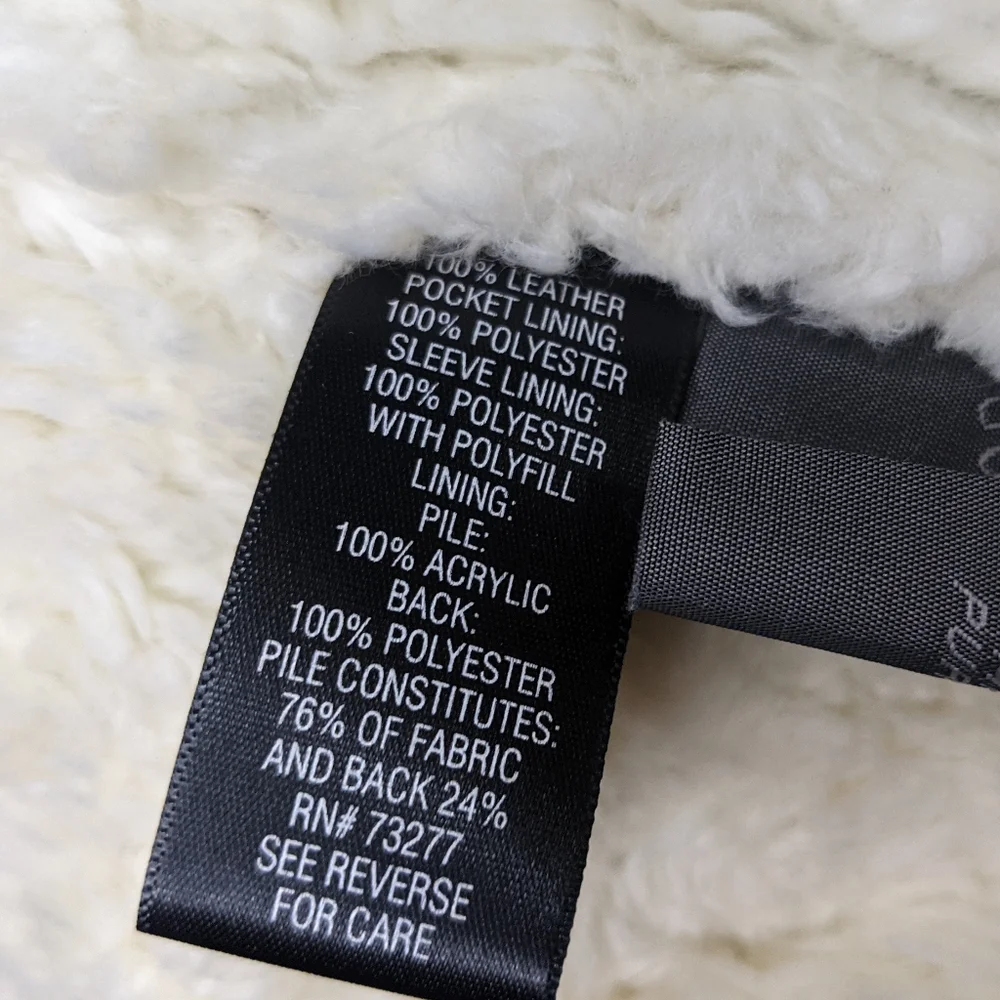 100% LEATHER
POCKET LINING:
100% POLYESTER
SLEEVE LINING:
100% POLYESTER
WITH POLYFILL
LINING:
PILE:
100% ACRYLIC
BACK:
100% POLYESTER
PILE CONSTITUTES:
76% OF FABRIC
AND BACK 24%
RN# 73277
SEE REVERSE
FOR CARE